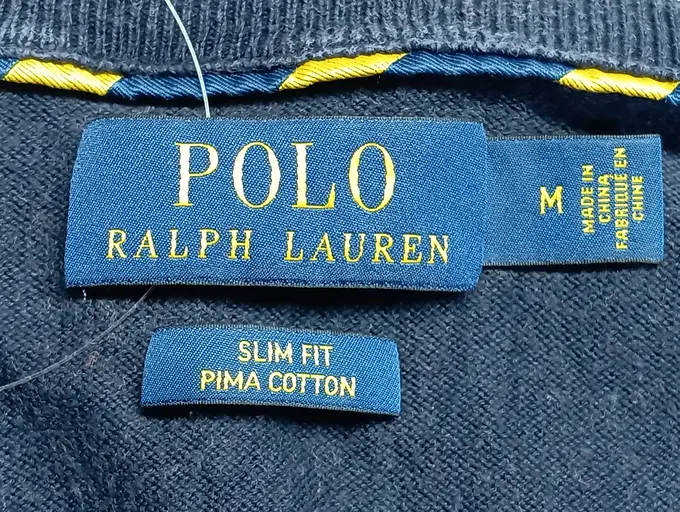 POLO
RALPH LAUREN
M
MADE IN
CHINA
FABRIQUÉ EN
CHINE
SLIM FIT
PIMA COTTON